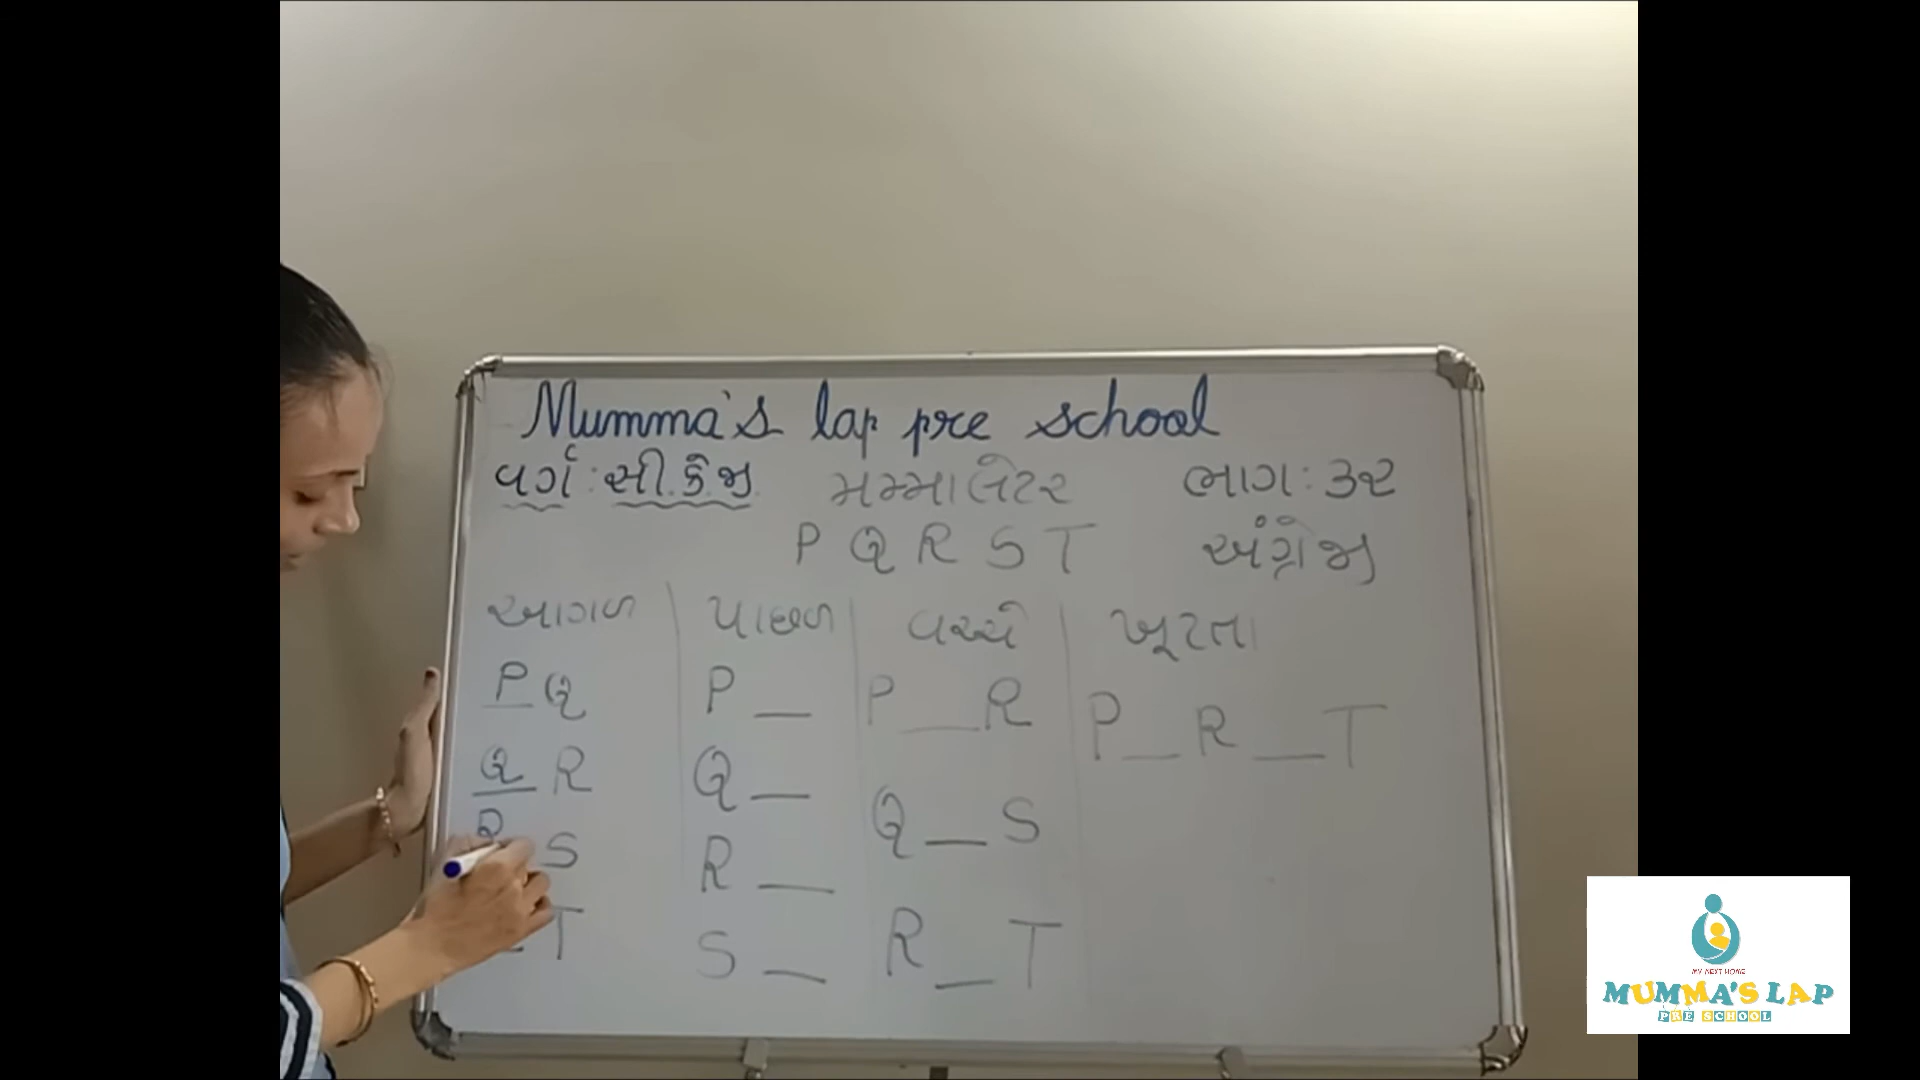 Mumma's lap pre school
વર્ગ : સી.કે.જી. મમ્માલેટર ભાગ : ૩૨
P Q R S T અંગ્રેજી
આગળ પાછળ વચ્ચે ખૂટતા
P Q P __ P __ R P __ R __ T
Q R Q __ Q __ S
R S R __ R __ T
T S __
MY NEXT HOME
MUMMA'S LAP
PRE SCHOOL